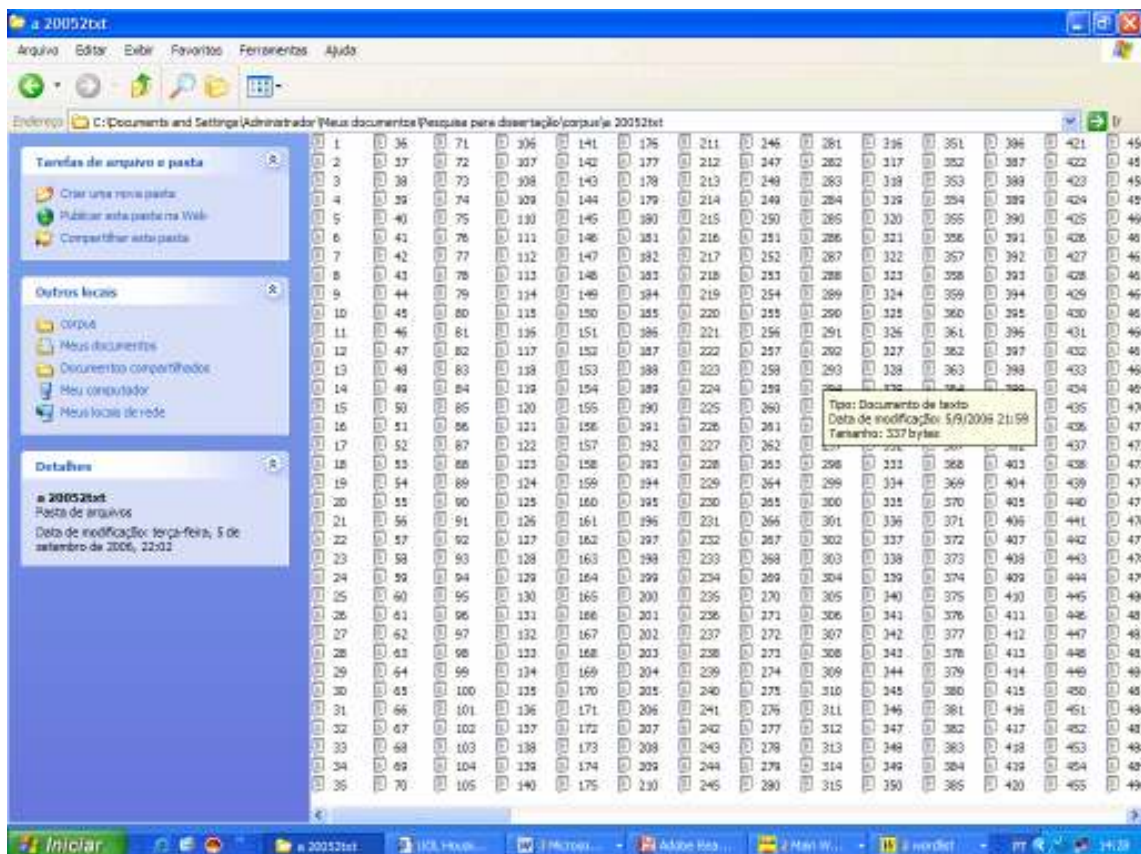 a 20052txt
Arquivo Editar Exibir Favoritos Ferramentas Ajuda
Endereço C:\Documents and Settings\Administrador\Meus documentos\Pesquisa para dissertação\corpus\a 20052txt Ir
Tarefas de arquivo e pasta
Criar uma nova pasta
Publicar esta pasta na Web
Compartilhar esta pasta
Outros locais
corpus
Meus documentos
Documentos compartilhados
Meu computador
Meus locais de rede
Detalhes
a 20052txt
Pasta de arquivos
Data de modificação: terça-feira, 5 de
setembro de 2006, 22:02
1 36 71 106 141 176 211 246 281 316 351 386 421
2 37 72 107 142 177 212 247 282 317 352 387 422
3 38 73 108 143 178 213 248 283 318 353 388 423
4 39 74 109 144 179 214 249 284 319 354 389 424
5 40 75 110 145 180 215 250 285 320 355 390 425
6 41 76 111 146 181 216 251 286 321 356 391 426
7 42 77 112 147 182 217 252 287 322 357 392 427
8 43 78 113 148 183 218 253 288 323 358 393 428
9 44 79 114 149 184 219 254 289 324 359 394 429
10 45 80 115 150 185 220 255 290 325 360 395 430
11 46 81 116 151 186 221 256 291 326 361 396 431
12 47 82 117 152 187 222 257 292 327 362 397 432
13 48 83 118 153 188 223 258 293 328 363 398 433
14 49 84 119 154 189 224 259 434
15 50 85 120 155 190 225 260 435
16 51 86 121 156 191 226 261 436
17 52 87 122 157 192 227 262 437
18 53 88 123 158 193 228 263 298 333 368 403 438
19 54 89 124 159 194 229 264 299 334 369 404 439
20 55 90 125 160 195 230 265 300 335 370 405 440
21 56 91 126 161 196 231 266 301 336 371 406 441
22 57 92 127 162 197 232 267 302 337 372 407 442
23 58 93 128 163 198 233 268 303 338 373 408 443
24 59 94 129 164 199 234 269 304 339 374 409 444
25 60 95 130 165 200 235 270 305 340 375 410 445
26 61 96 131 166 201 236 271 306 341 376 411 446
27 62 97 132 167 202 237 272 307 342 377 412 447
28 63 98 133 168 203 238 273 308 343 378 413 448
29 64 99 134 169 204 239 274 309 344 379 414 449
30 65 100 135 170 205 240 275 310 345 380 415 450
31 66 101 136 171 206 241 276 311 346 381 416 451
32 67 102 137 172 207 242 277 312 347 382 417 452
33 68 103 138 173 208 243 278 313 348 383 418 453
34 69 104 139 174 209 244 279 314 349 384 419 454
35 70 105 140 175 210 245 280 315 350 385 420 455
Tipo: Documento de texto
Data de modificação: 5/9/2006 21:59
Tamanho: 337 bytes
Iniciar a 20052txt UOL Hous... 3 Micros... Adobe Rea... 2 Main W... wordlist PT 14:28